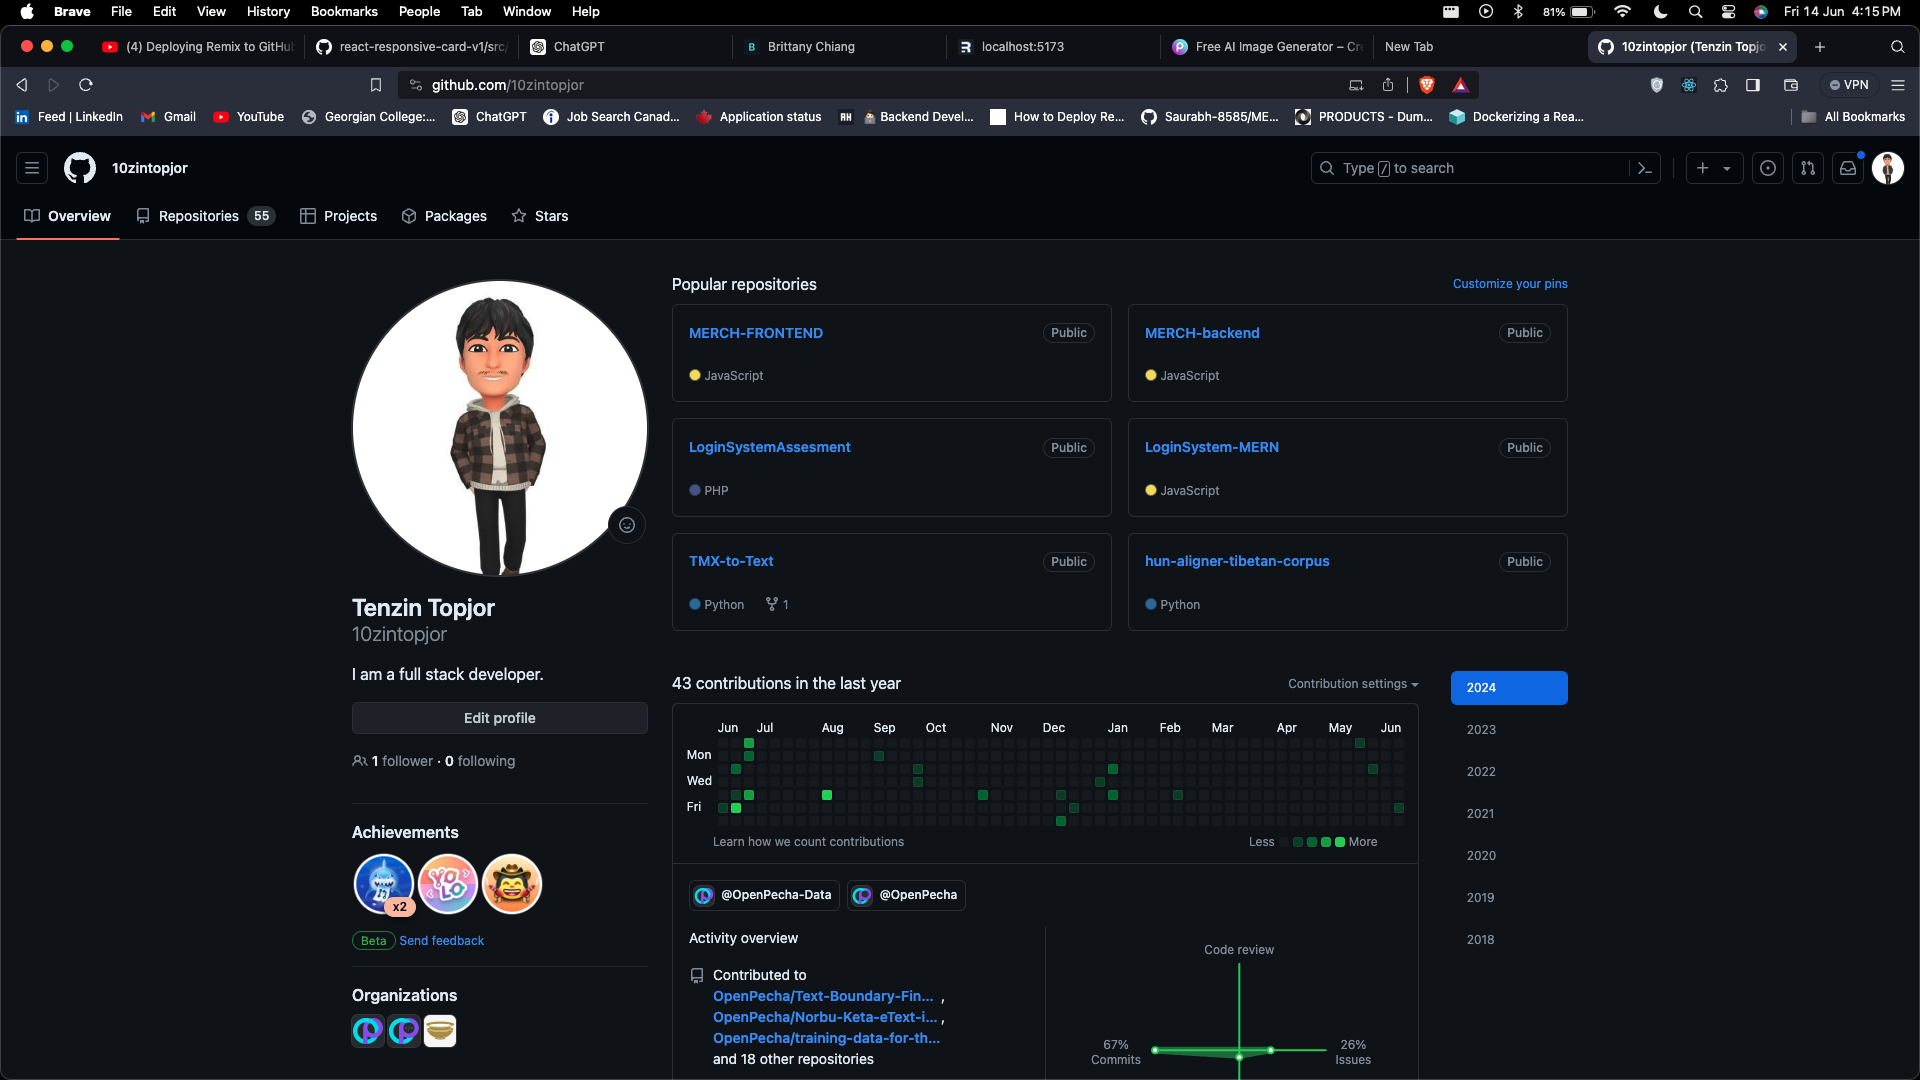 Brave File Edit View History Bookmarks People Tab Window Help 81% Fri 14 Jun 4:15 PM
(4) Deploying Remix to GitHub react-responsive-card-v1/src/ ChatGPT Brittany Chiang localhost:5173 Free AI Image Generator – Cre New Tab 10zintopjor (Tenzin Topjo
github.com/10zintopjor VPN
Feed | LinkedIn Gmail YouTube Georgian College:... ChatGPT Job Search Canad... Application status RH Backend Devel... How to Deploy Re... Saurabh-8585/ME... PRODUCTS - Dum... Dockerizing a Rea... All Bookmarks
10zintopjor Type / to search
Overview Repositories 55 Projects Packages Stars
Popular repositories Customize your pins
MERCH-FRONTEND Public
JavaScript
MERCH-backend Public
JavaScript
LoginSystemAssesment Public
PHP
LoginSystem-MERN Public
JavaScript
TMX-to-Text Public
Python 1
hun-aligner-tibetan-corpus Public
Python
Tenzin Topjor
10zintopjor
I am a full stack developer.
Edit profile
1 follower · 0 following
Achievements
YOLO
x2
Beta Send feedback
Organizations
43 contributions in the last year Contribution settings
Jun Jul Aug Sep Oct Nov Dec Jan Feb Mar Apr May Jun
Mon
Wed
Fri
Learn how we count contributions Less More
2024
2023
2022
2021
2020
2019
2018
@OpenPecha-Data @OpenPecha
Activity overview
Contributed to
OpenPecha/Text-Boundary-Fin... ,
OpenPecha/Norbu-Keta-eText-i... ,
OpenPecha/training-data-for-th...
and 18 other repositories
Code review
67%
Commits
26%
Issues